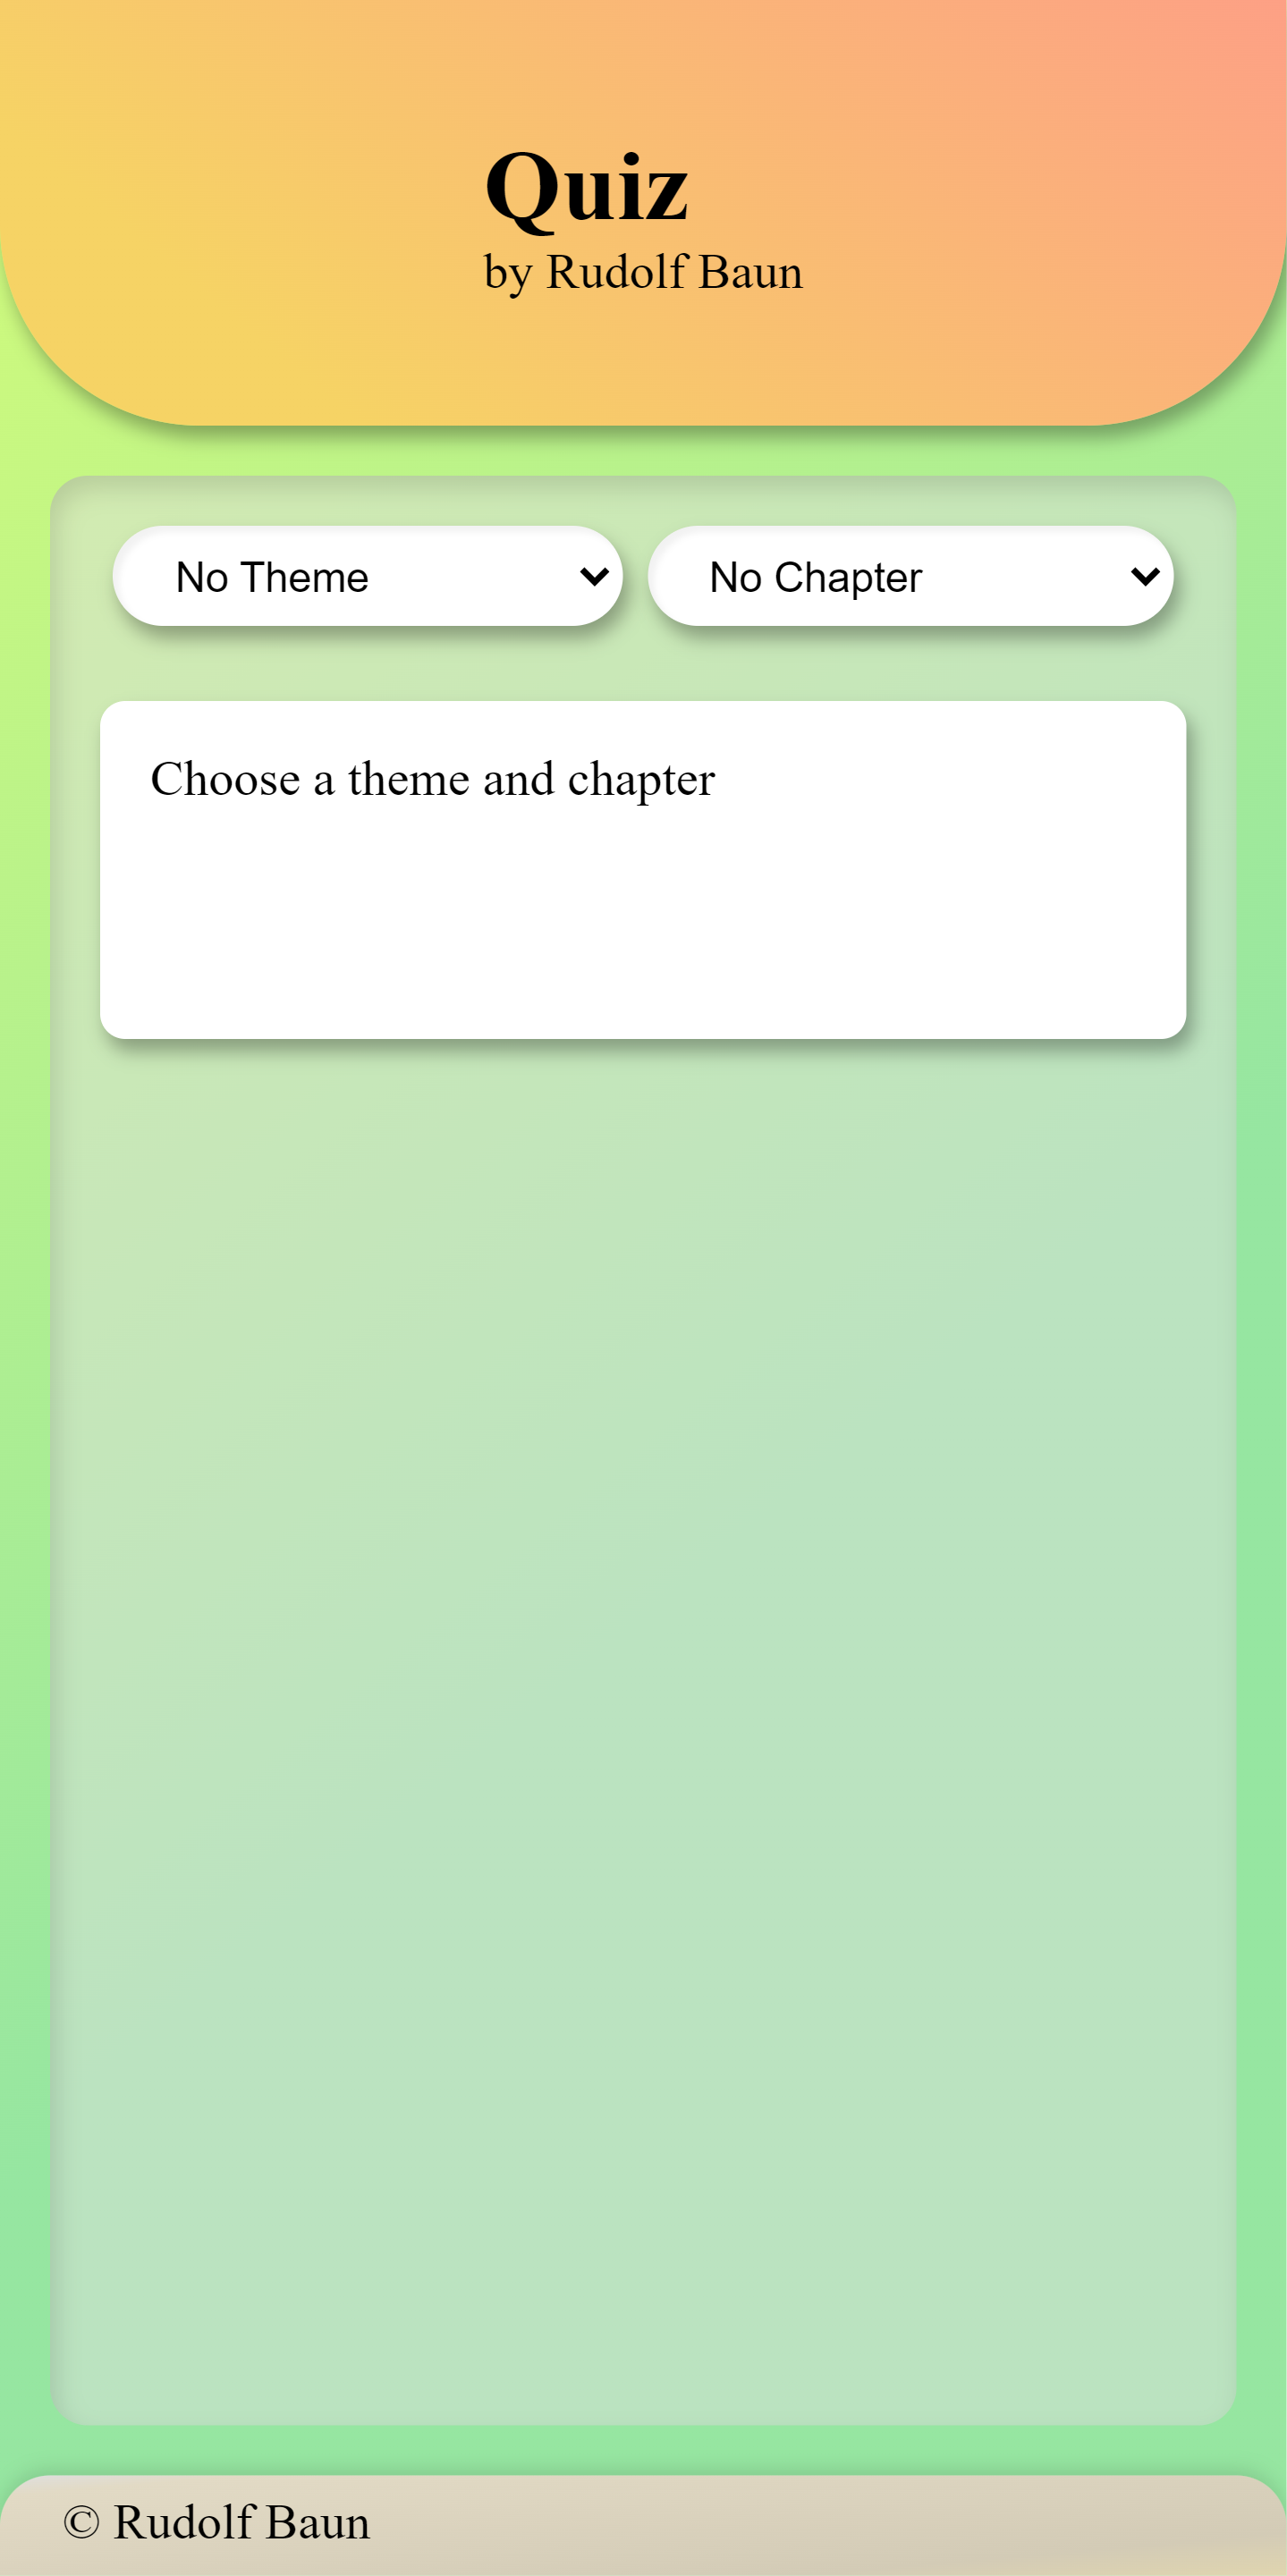 Quiz
by Rudolf Baun
No Theme
No Chapter
Choose a theme and chapter
© Rudolf Baun